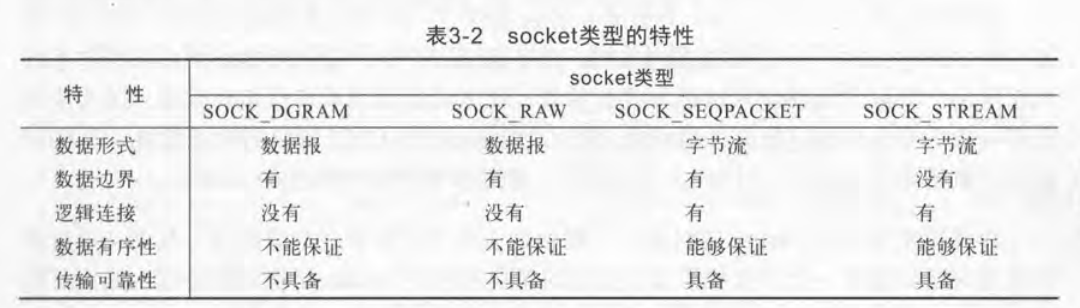 表3-2 socket类型的特性
特 性 socket类型
SOCK_DGRAM SOCK_RAW SOCK_SEQPACKET SOCK_STREAM
数据形式 数据报 数据报 字节流 字节流
数据边界 有 有 有 没有
逻辑连接 没有 没有 有 有
数据有序性 不能保证 不能保证 能够保证 能够保证
传输可靠性 不具备 不具备 具备 具备